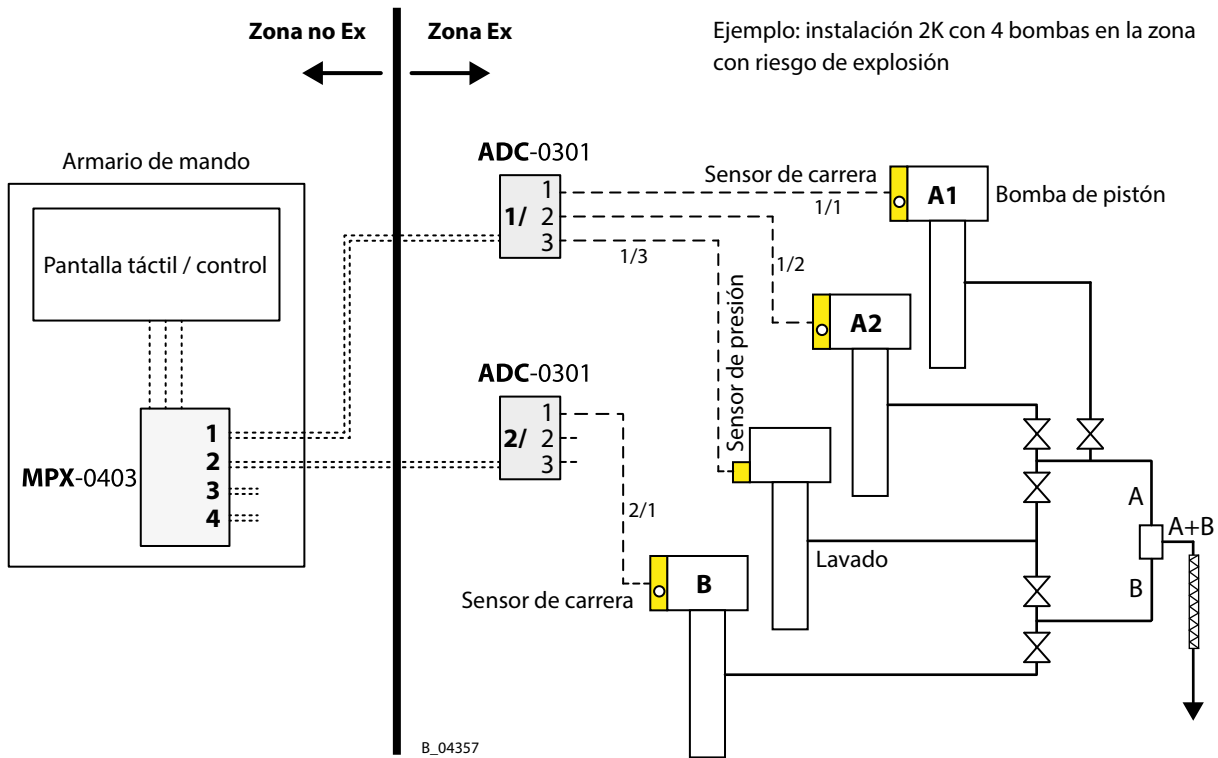 Zona no Ex
Zona Ex
Ejemplo: instalación 2K con 4 bombas en la zona
con riesgo de explosión
Armario de mando
Pantalla táctil / control
MPX-0403
1
2
3
4
ADC-0301
1/
1
2
3
Sensor de carrera
1/1
A1
Bomba de pistón
1/3
1/2
Sensor de presión
A2
ADC-0301
2/
1
2
3
2/1
Sensor de carrera
B
Lavado
A
A+B
B
B_04357